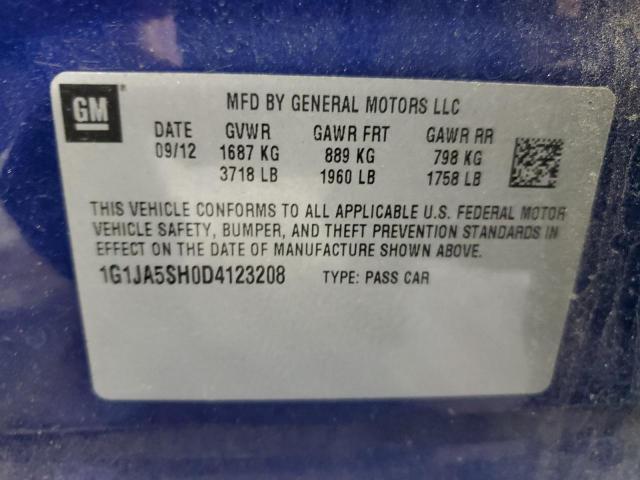 GM ®
MFD BY GENERAL MOTORS LLC
DATE GVWR GAWR FRT GAWR RR
09/12 1687 KG 889 KG 798 KG
3718 LB 1960 LB 1758 LB
THIS VEHICLE CONFORMS TO ALL APPLICABLE U.S. FEDERAL MOTOR
VEHICLE SAFETY, BUMPER, AND THEFT PREVENTION STANDARDS IN
EFFECT ON THE DATE OF MANUFACTURE SHOWN ABOVE.
1G1JA5SH0D4123208 TYPE: PASS CAR